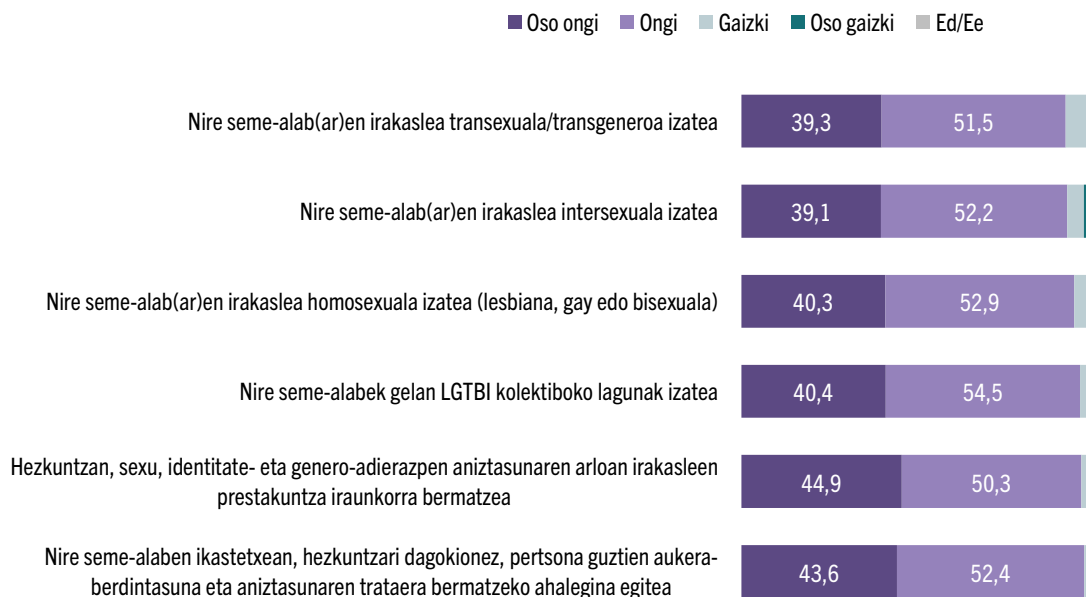 Oso ongi Ongi Gaizki Oso gaizki Ed/Ee
Nire seme-alab(ar)en irakaslea transexuala/transgeneroa izatea 39,3 51,5
Nire seme-alab(ar)en irakaslea intersexuala izatea 39,1 52,2
Nire seme-alab(ar)en irakaslea homosexuala izatea (lesbiana, gay edo bisexuala) 40,3 52,9
Nire seme-alabek gelan LGTBI kolektiboko lagunak izatea 40,4 54,5
Hezkuntzan, sexu, identitate- eta genero-adierazpen aniztasunaren arloan irakasleen
prestakuntza iraunkorra bermatzea 44,9 50,3
Nire seme-alaben ikastetxean, hezkuntzari dagokionez, pertsona guztien aukera-
berdintasuna eta aniztasunaren trataera bermatzeko ahalegina egitea 43,6 52,4